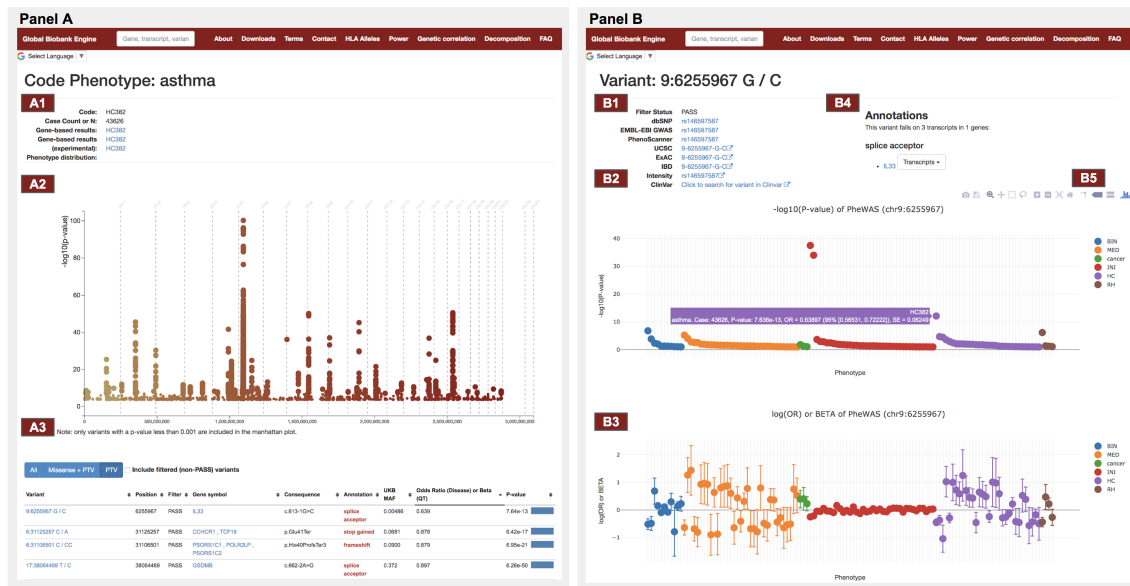 Panel A
Global Biobank Engine
Gene, transcript, varian
About Downloads Terms Contact HLA Alleles Power Genetic correlation Decomposition FAQ
G Select Language ▼
Code Phenotype: asthma
A1
Code: HC382
Case Count or N: 43626
Gene-based results: HC382
Gene-based results HC382
(experimental): HC382
Phenotype distribution:
A2
-log10(p-value)
100
80
60
40
20
0
0 600,000,000 1,000,000,000 2,000,000,000 2,500,000,000 3,000,000,000
A3
Note: only variants with a p-value less than 0.001 are included in the manhattan plot.
All Missense + PTV PTV Include filtered (non-PASS) variants
Variant Position Filter Gene symbol Consequence Annotation UKB MAF Odds Ratio (Disease) or Beta (QT) P-value
9:6255967 G / C 6255967 PASS IL33 c.613-1G>C splice acceptor 0.00486 0.639 7.64e-13
6:31125257 C / A 31125257 PASS CCHCR1 , TCF19 p.Glu41Ter stop gained 0.0681 0.878 6.42e-17
6:31106501 C / CC 31106501 PASS PSORS1C1 , POLR2LP , PSORS1C2 p.His40ProfsTer3 frameshift 0.0900 0.879 6.95e-21
17:38064469 T / C 38064469 PASS GSDMB c.662-2A>G splice acceptor 0.372 0.897 6.26e-50
Panel B
Global Biobank Engine
Gene, transcript, varian
About Downloads Terms Contact HLA Alleles Power Genetic correlation Decomposition FAQ
G Select Language ▼
Variant: 9:6255967 G / C
B1
Filter Status PASS
dbSNP rs146597587
EMBL-EBI GWAS rs146597587
PhenoScanner rs146597587
UCSC 9-6255967-G-C
ExAC 9-6255967-G-C
IBD 9-6255967-G-C
Intensity rs146597587
ClinVar Click to search for variant in Clinvar
B4
Annotations
This variant falls on 3 transcripts in 1 genes:
splice acceptor
• IL33 Transcripts
B2
B5
-log10(P-value) of PheWAS (chr9:6255967)
-log10(P-value)
40
30
20
10
0
HC382
asthma. Case: 43626, P-value: 7.636e-13, OR = 0.63897 (95% [0.56531, 0.72222]), SE = 0.06249
BIN
MED
cancer
INI
HC
RH
Phenotype
B3
log(OR) or BETA of PheWAS (chr9:6255967)
log(OR) or BETA
2
1
0
−1
BIN
MED
cancer
INI
HC
RH
Phenotype